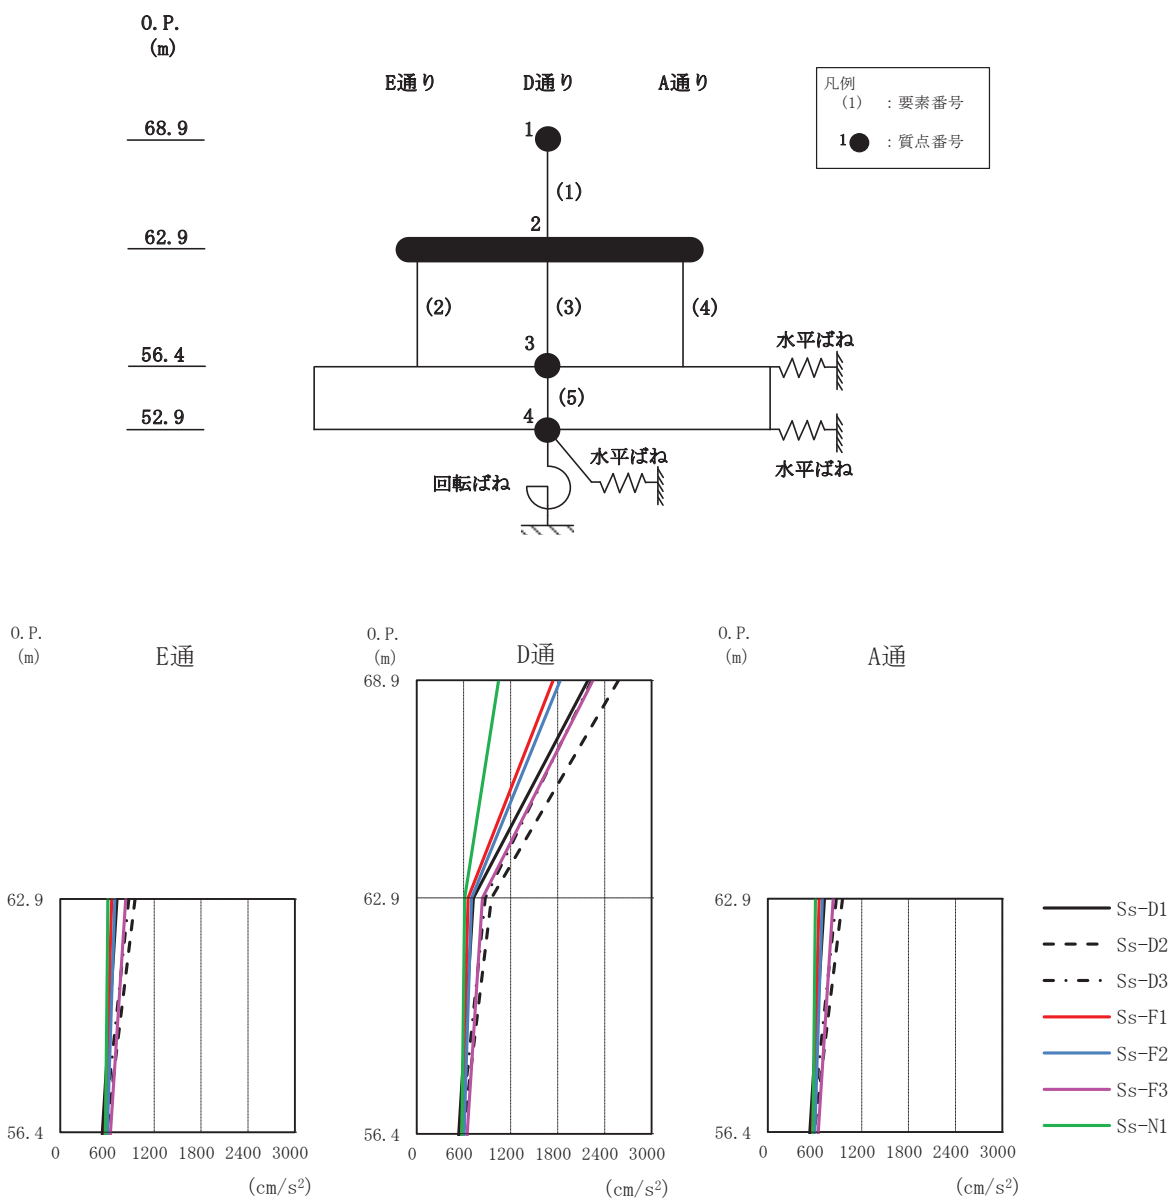 O.P.
(m)
E通り D通り A通り
凡例
(1) : 要素番号
1 : 質点番号
68.9
1
(1)
62.9
2
(2) (3) (4)
水平ばね
56.4
3
(5)
52.9
4
水平ばね
水平ばね
回転ばね
O.P.
(m)
E通
62.9
56.4
0 600 1200 1800 2400 3000
(cm/s²)
O.P.
(m)
D通
68.9
62.9
56.4
0 600 1200 1800 2400 3000
(cm/s²)
O.P.
(m)
A通
62.9
56.4
0 600 1200 1800 2400 3000
(cm/s²)
Ss-D1
Ss-D2
Ss-D3
Ss-F1
Ss-F2
Ss-F3
Ss-N1